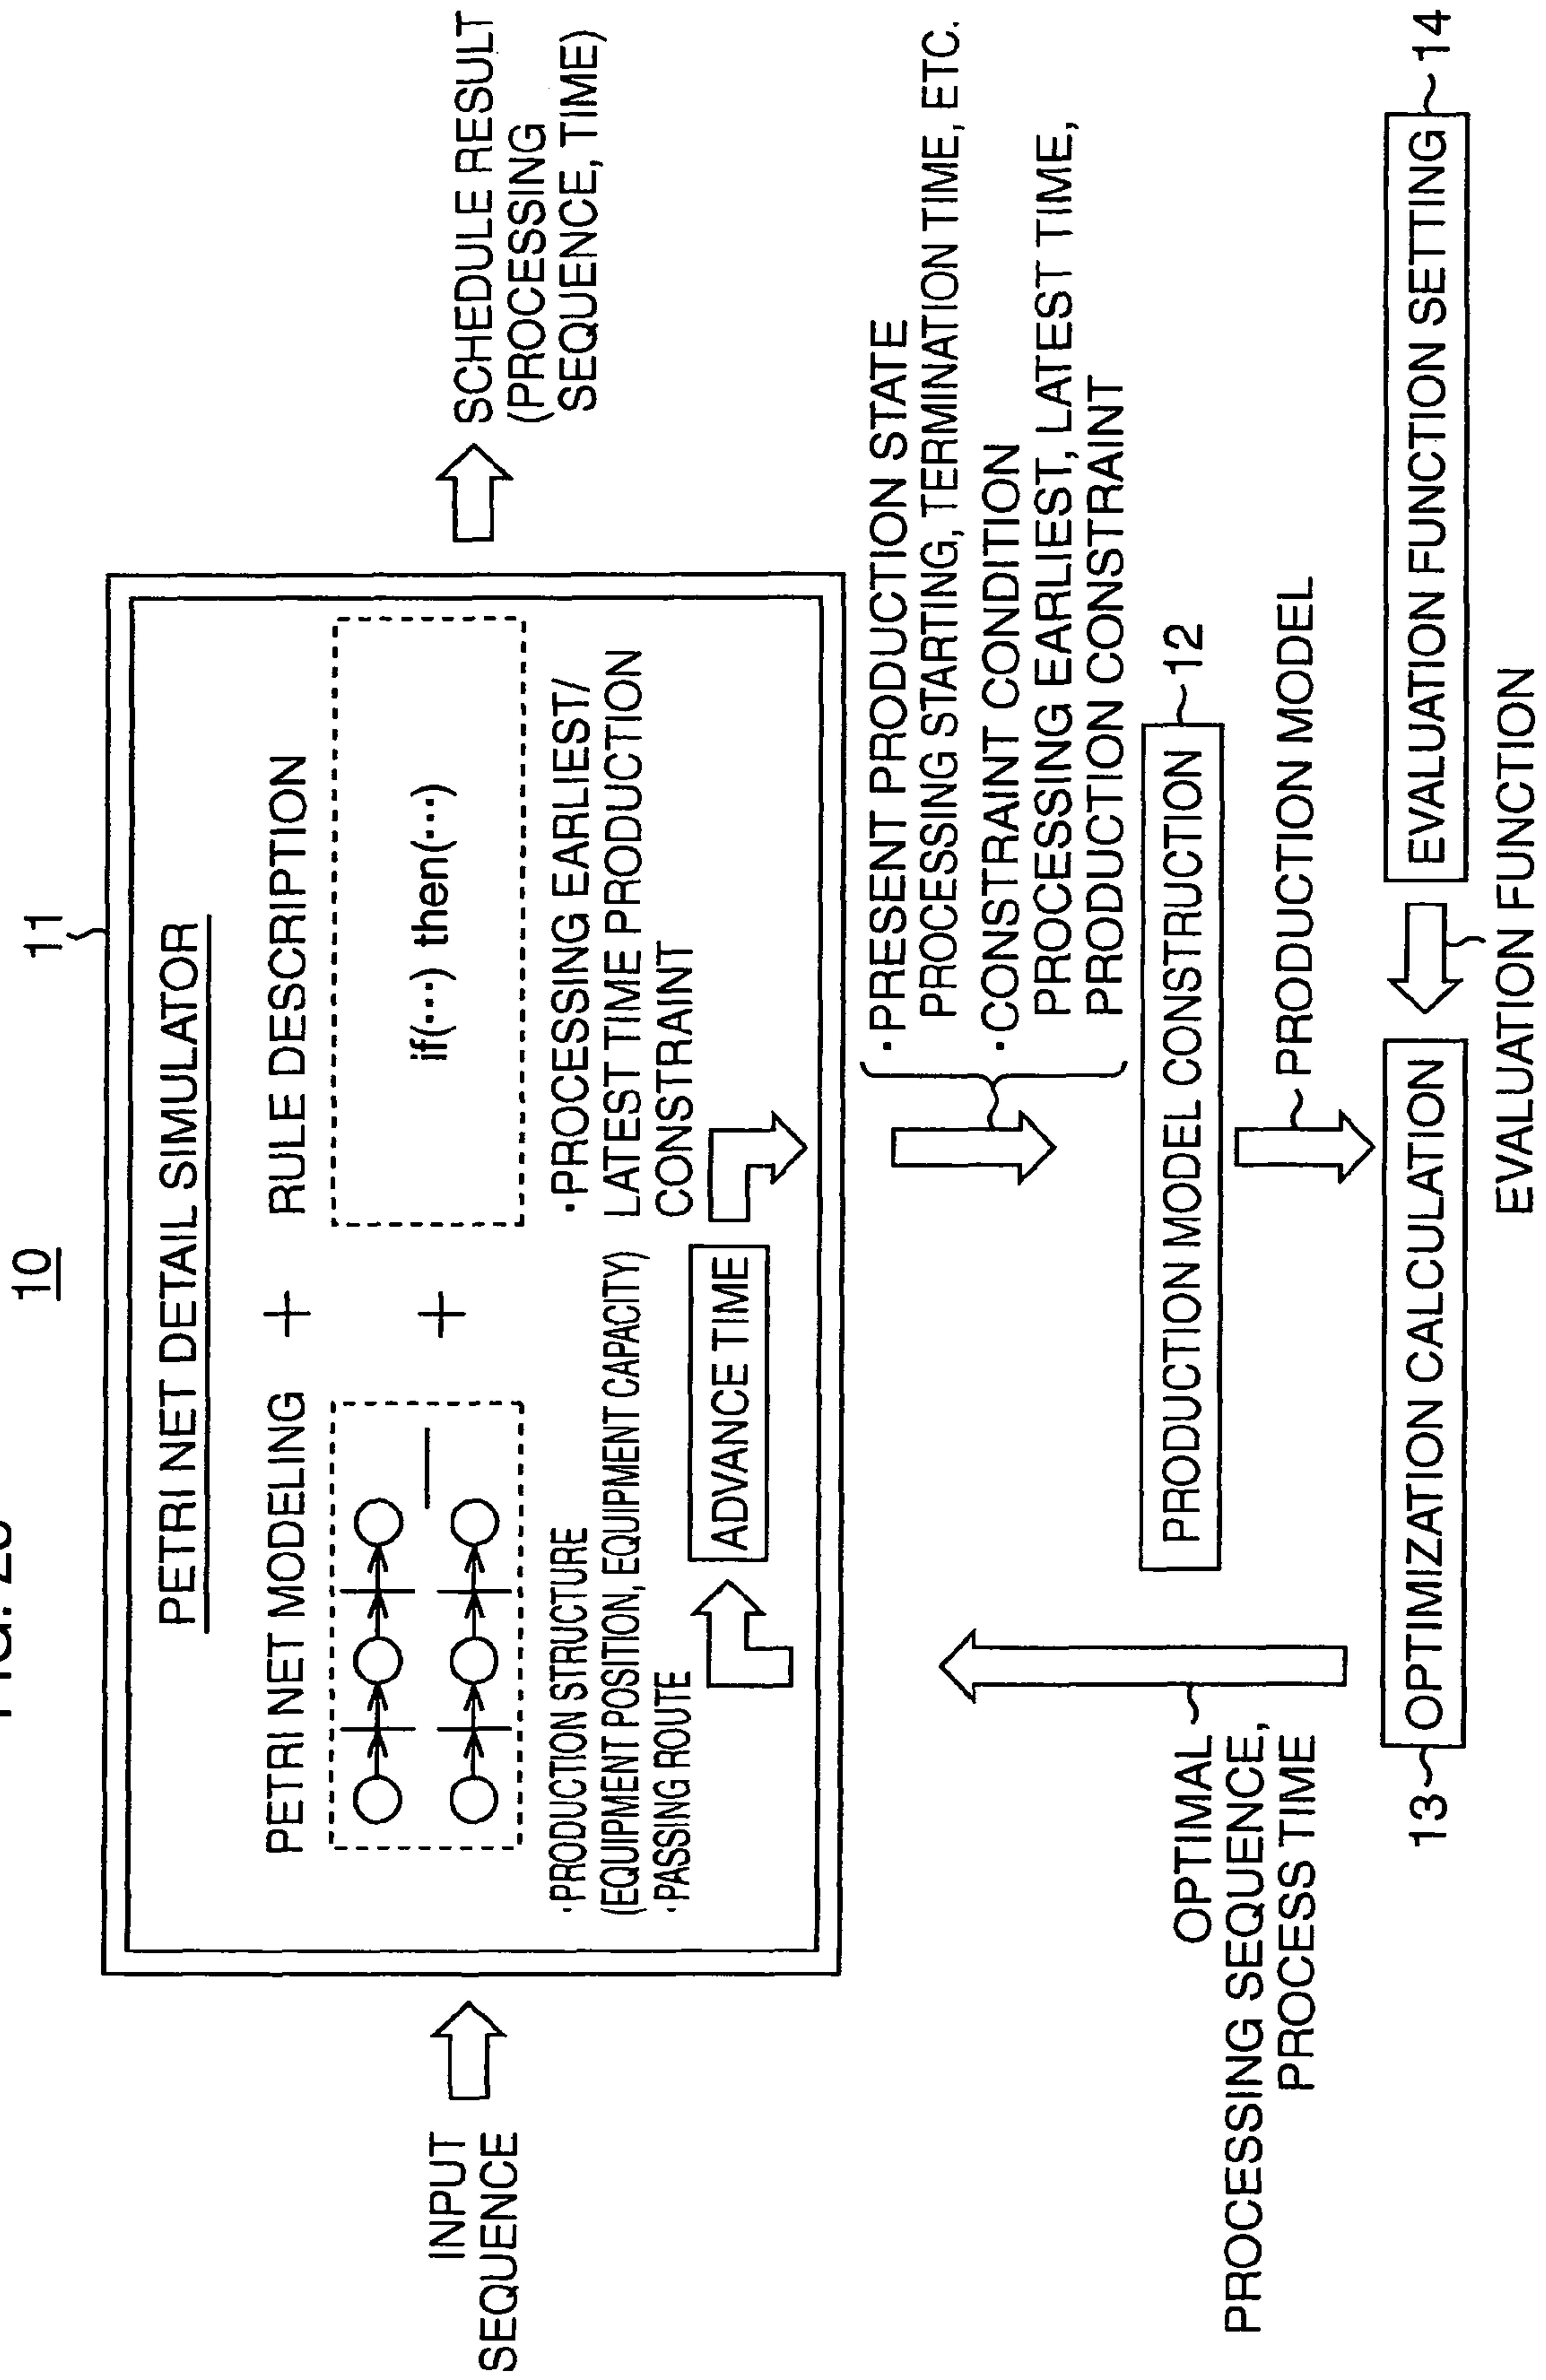 10
11
PETRI NET DETAIL SIMULATOR
PETRI NET MODELING + RULE DESCRIPTION
+
if(···) then(···)
·PRODUCTION STRUCTURE
(EQUIPMENT POSITION, EQUIPMENT CAPACITY)
·PASSING ROUTE
·PROCESSING EARLIEST/
LATEST TIME PRODUCTION
CONSTRAINT
ADVANCE TIME
INPUT
SEQUENCE
SCHEDULE RESULT
(PROCESSING
SEQUENCE, TIME)
·PRESENT PRODUCTION STATE
PROCESSING STARTING, TERMINATION TIME, ETC.
·CONSTRAINT CONDITION
PROCESSING EARLIEST, LATEST TIME,
PRODUCTION CONSTRAINT
PRODUCTION MODEL CONSTRUCTION
12
PRODUCTION MODEL
OPTIMAL
PROCESSING SEQUENCE,
PROCESS TIME
13
OPTIMIZATION CALCULATION
EVALUATION FUNCTION SETTING
14
EVALUATION FUNCTION